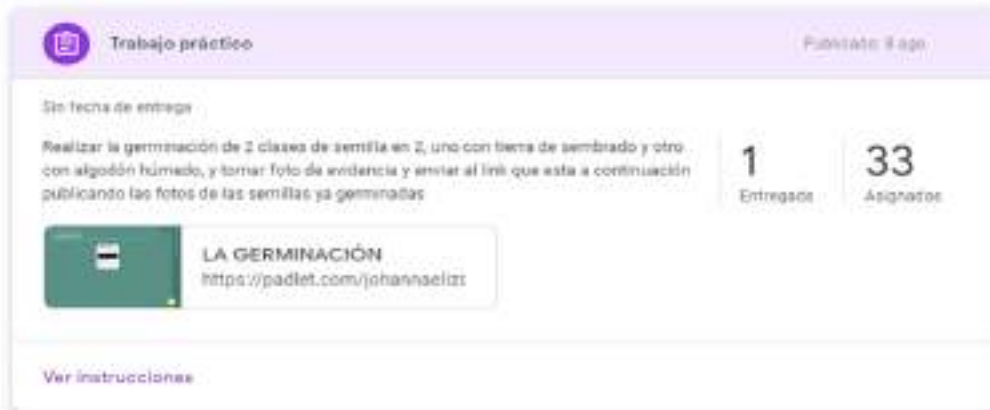 Trabajo práctico
Publicado: 8 ago
Sin fecha de entrega
Realizar la germinación de 2 clases de semilla en 2, uno con tierra de sembrado y otro
con algodón húmedo, y tomar foto de evidencia y enviar al link que esta a continuación
publicando las fotos de las semillas ya germinadas
1
Entregados
33
Asignados
LA GERMINACIÓN
https://padlet.com/johannaeliz
Ver instrucciones